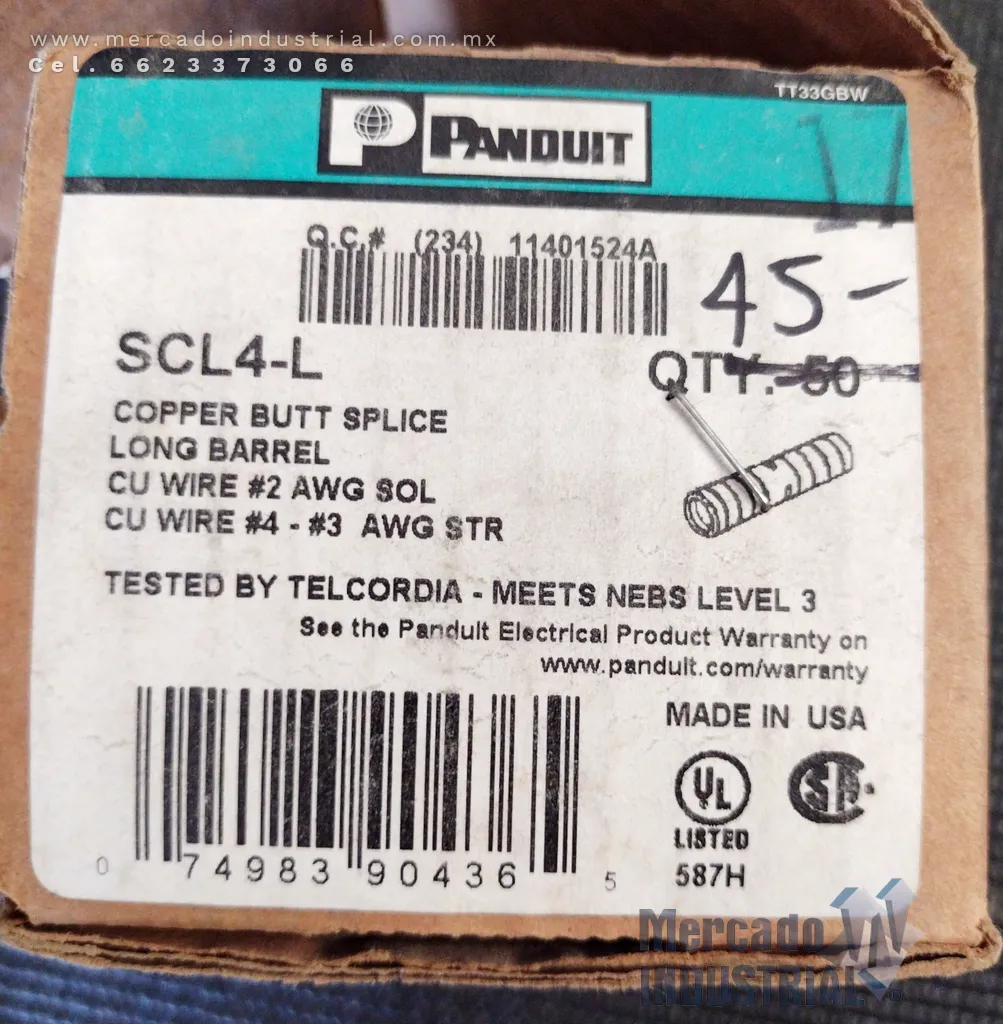 www.mercadoindustrial.com.mx
Cel. 6623373066
TT33GBW
P PANDUIT
17
Q.C.# (234) 11401524A
45-
SCL4-L
QTY. 50
COPPER BUTT SPLICE
LONG BARREL
CU WIRE #2 AWG SOL
CU WIRE #4 - #3 AWG STR
TESTED BY TELCORDIA - MEETS NEBS LEVEL 3
See the Panduit Electrical Product Warranty on
www.panduit.com/warranty
MADE IN USA
UL
LISTED
587H
SA
0 74983 90436 5
Mercado
INDUSTRIAL